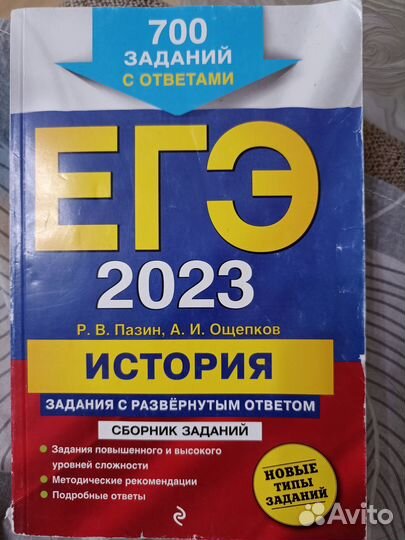 700
ЗАДАНИЙ
С ОТВЕТАМИ
ЕГЭ
2023
Р. В. Пазин, А. И. Ощепков
ИСТОРИЯ
ЗАДАНИЯ С РАЗВЁРНУТЫМ ОТВЕТОМ
СБОРНИК ЗАДАНИЙ
• Задания повышенного и высокого
уровней сложности
• Методические рекомендации
• Подробные ответы
НОВЫЕ
ТИПЫ
ЗАДАНИЙ
Avito